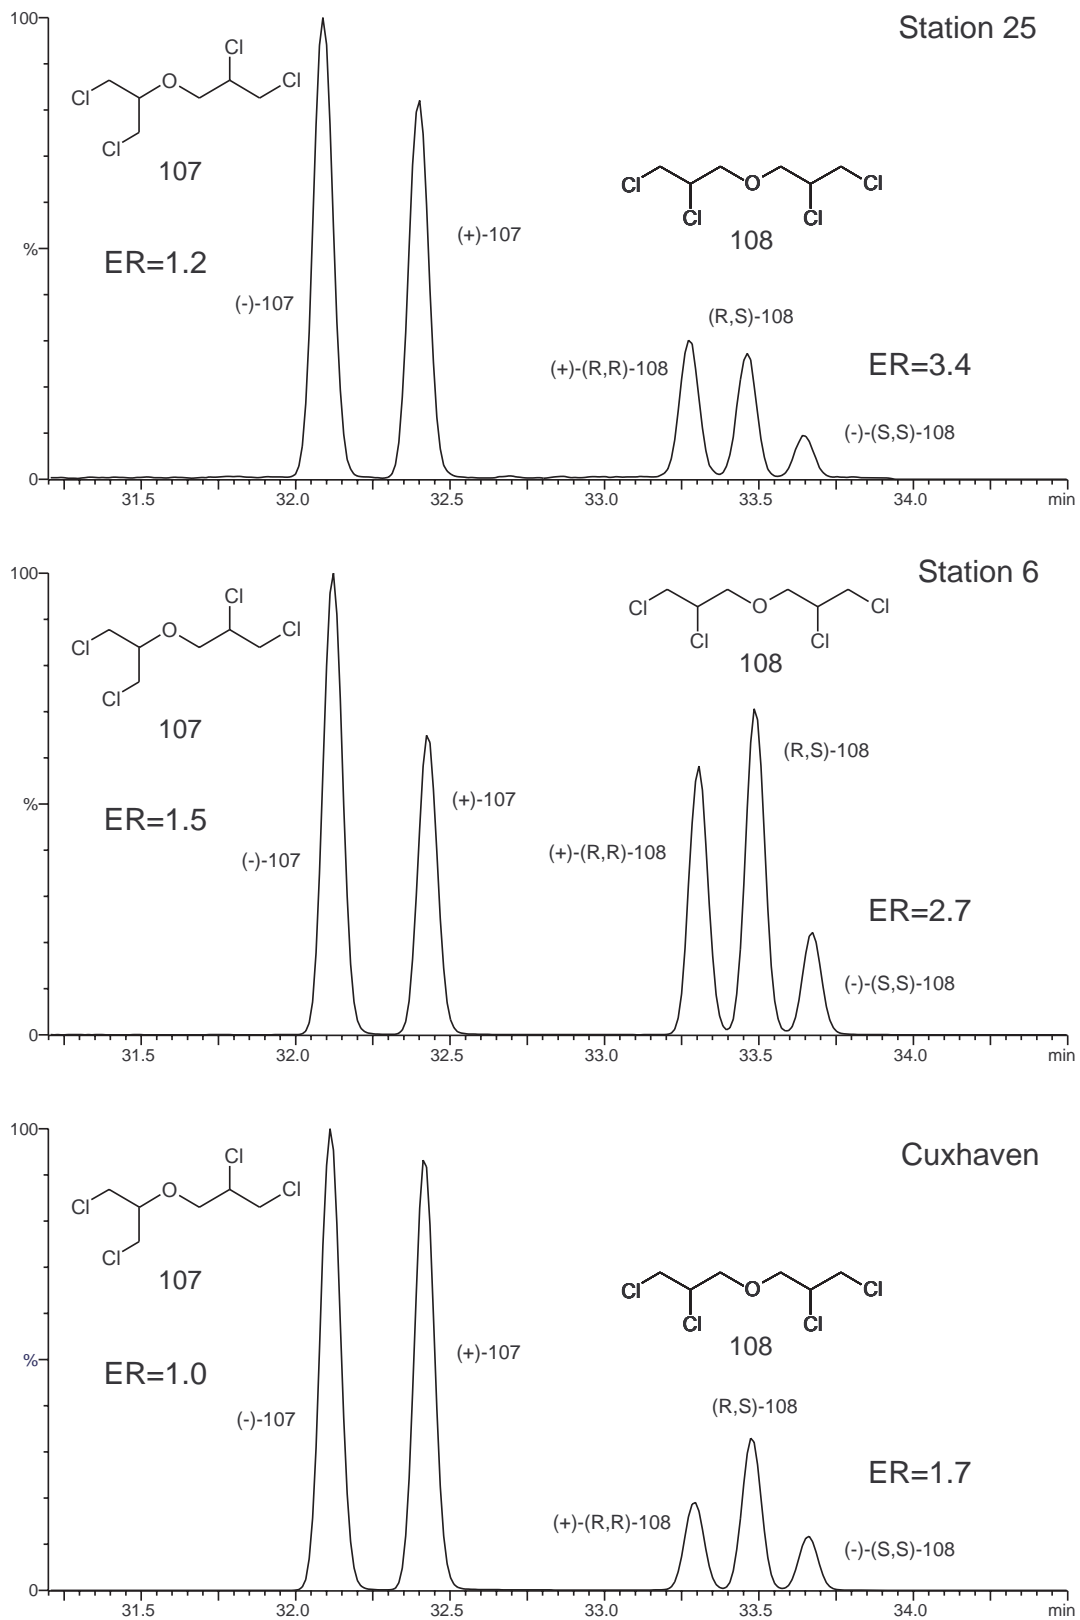 100
Station 25
Cl
O
Cl
Cl
Cl
107
Cl
O
Cl
Cl
Cl
108
(+)-107
%
ER=1.2
(-)-107
(R,S)-108
(+)-(R,R)-108
ER=3.4
(-)-(S,S)-108
0
31.5 32.0 32.5 33.0 33.5 34.0 min
100
Station 6
Cl
O
Cl
Cl
Cl
107
Cl
O
Cl
Cl
Cl
108
(R,S)-108
%
(+)-107
ER=1.5
(-)-107
(+)-(R,R)-108
ER=2.7
(-)-(S,S)-108
0
31.5 32.0 32.5 33.0 33.5 34.0 min
100
Cuxhaven
Cl
O
Cl
Cl
Cl
107
Cl
O
Cl
Cl
Cl
108
(+)-107
%
ER=1.0
(-)-107
(R,S)-108
ER=1.7
(+)-(R,R)-108
(-)-(S,S)-108
0
31.5 32.0 32.5 33.0 33.5 34.0 min